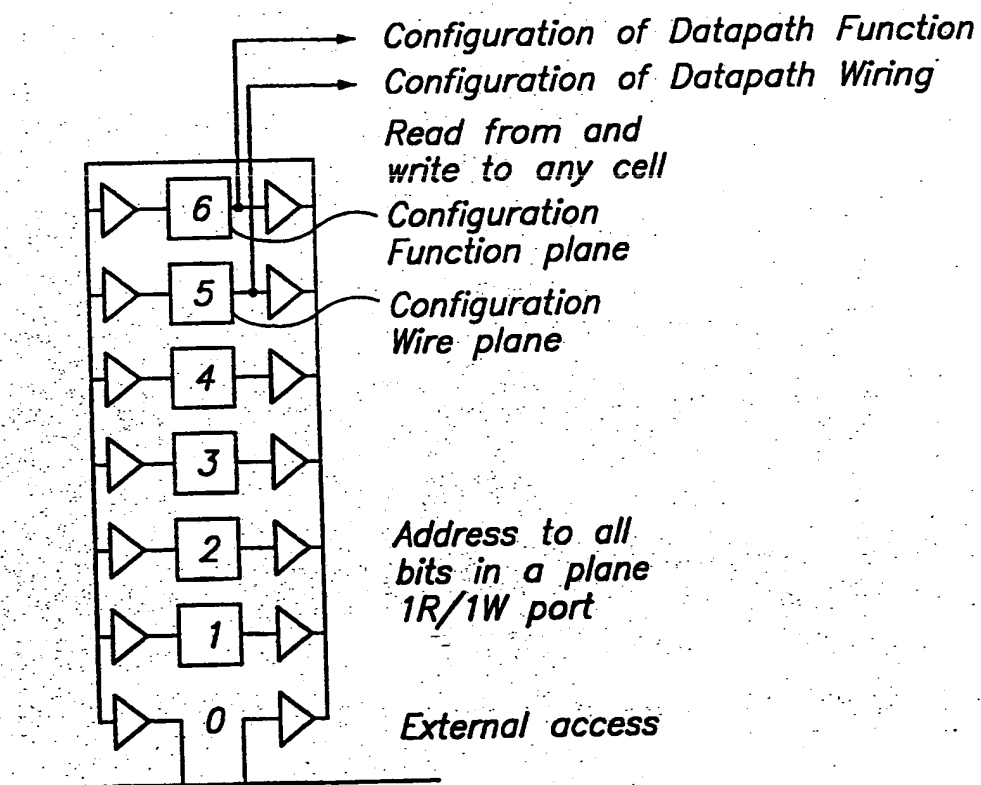 Configuration of Datapath Function
Configuration of Datapath Wiring
Read from and
write to any cell
6
Configuration
Function plane
5
Configuration
Wire plane
4
3
2
Address to all
bits in a plane
1R/1W port
1
0
External access